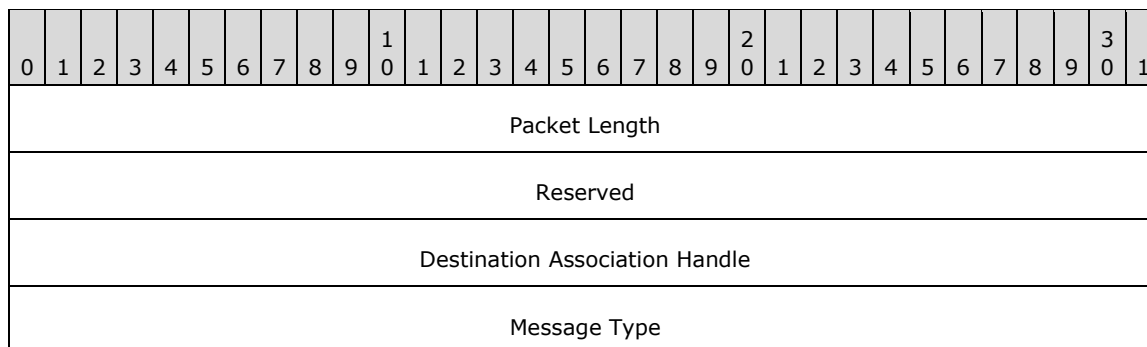 1 2 3
0 1 2 3 4 5 6 7 8 9 0 1 2 3 4 5 6 7 8 9 0 1 2 3 4 5 6 7 8 9 0 1
Packet Length
Reserved
Destination Association Handle
Message Type